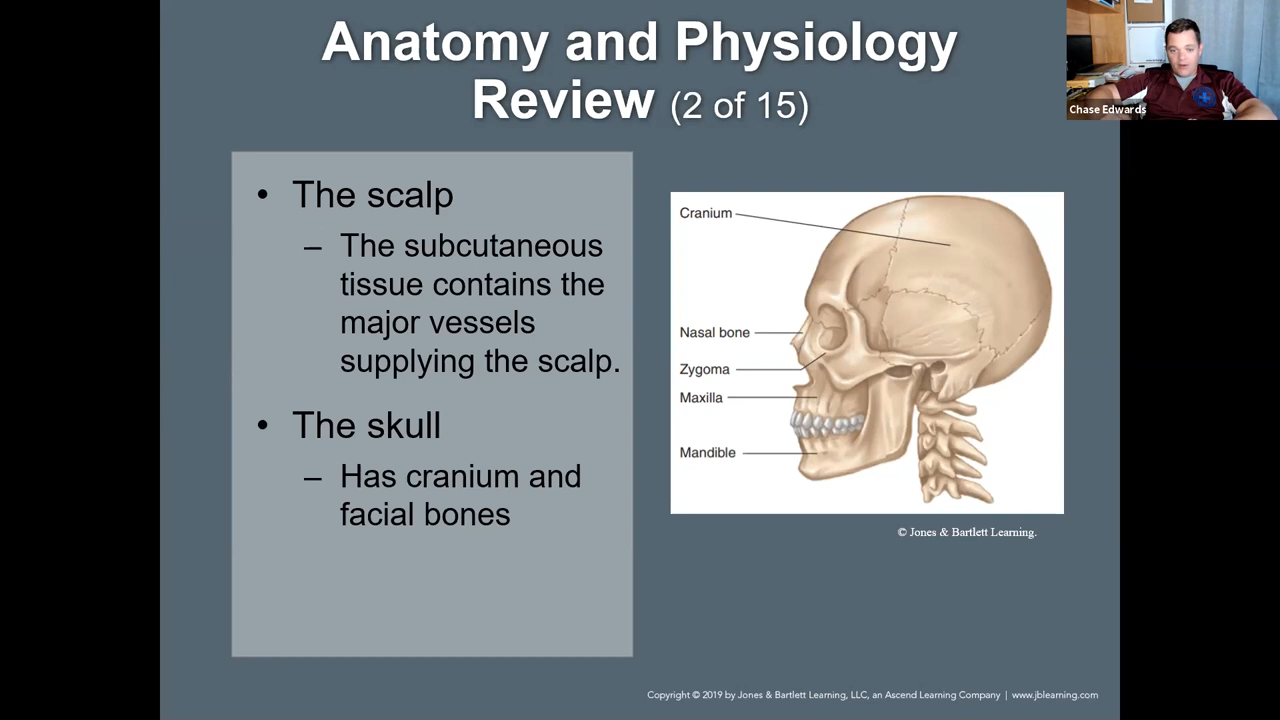 Anatomy and Physiology
Review (2 of 15)
Chase Edwards
• The scalp
– The subcutaneous
tissue contains the
major vessels
supplying the scalp.
• The skull
– Has cranium and
facial bones
Cranium
Nasal bone
Zygoma
Maxilla
Mandible
© Jones & Bartlett Learning.
Copyright © 2019 by Jones & Bartlett Learning, LLC, an Ascend Learning Company | www.jblearning.com